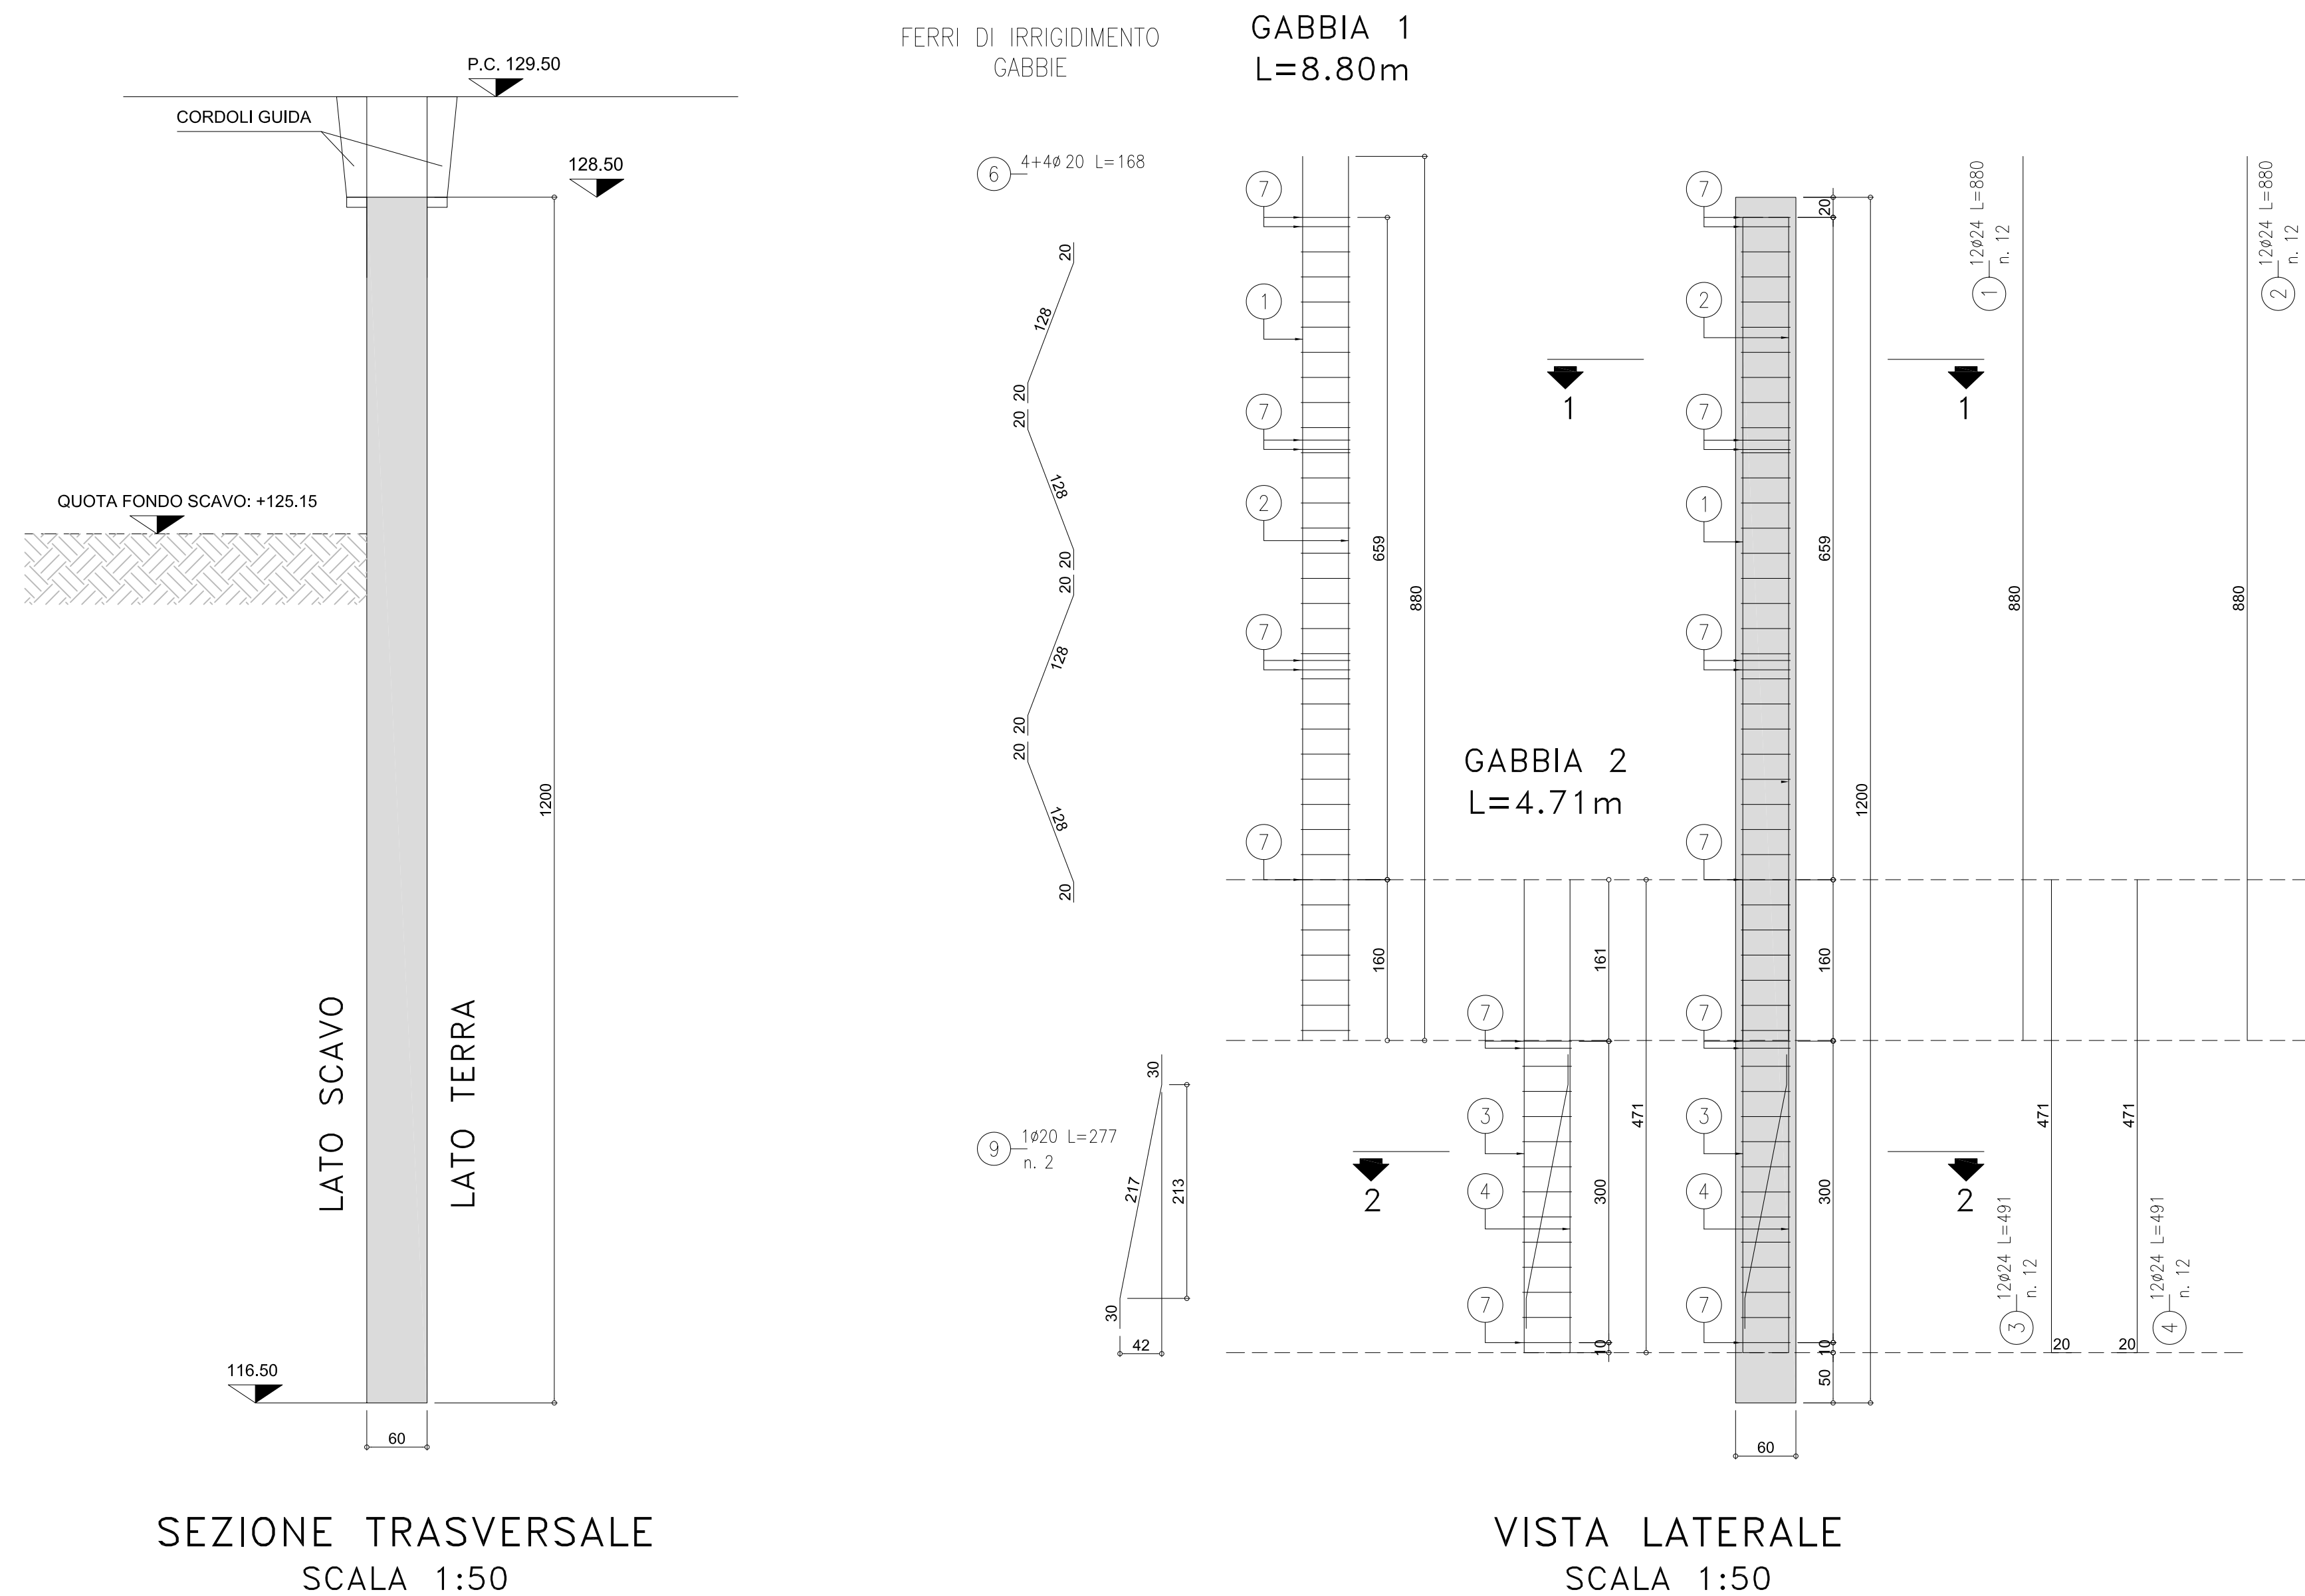 FERRI DI IRRIGIDIMENTO
GABBIE
GABBIA 1
L=8.80m
P.C. 129.50
CORDOLI GUIDA
128.50
QUOTA FONDO SCAVO: +125.15
1200
LATO SCAVO
LATO TERRA
116.50
60
SEZIONE TRASVERSALE
SCALA 1:50
6
4+4ø20 L=168
20
128
20
20
128
20
20
128
20
20
128
20
9
1ø20 L=277
n. 2
30
217
213
30
42
7
1
7
2
7
7
659
880
160
GABBIA 2
L=4.71m
161
471
7
3
4
7
300
10
1
1
2
2
7
2
7
1
7
7
7
3
4
7
20
659
1200
160
300
10
50
60
12ø24 L=880
n. 12
1
880
12ø24 L=880
n. 12
2
880
471
471
12ø24 L=491
n. 12
3
12ø24 L=491
n. 12
4
20
20
VISTA LATERALE
SCALA 1:50